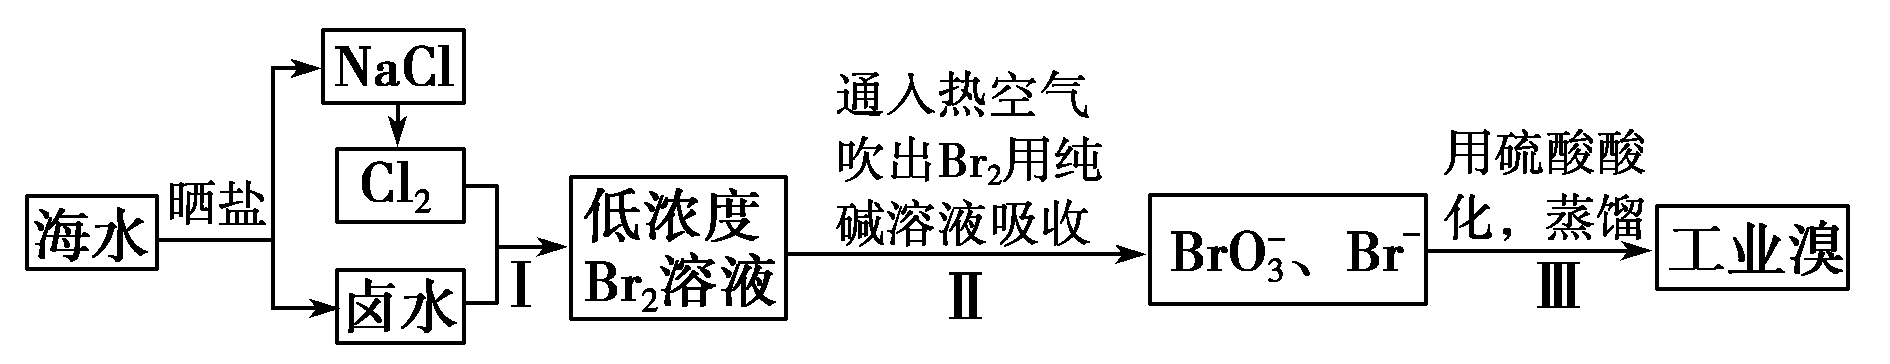 海水
晒盐
NaCl
Cl₂
卤水
Ⅰ
低浓度
Br₂溶液
通入热空气
吹出Br₂用纯
碱溶液吸收
Ⅱ
BrO₃⁻、Br⁻
用硫酸酸
化，蒸馏
Ⅲ
工业溴